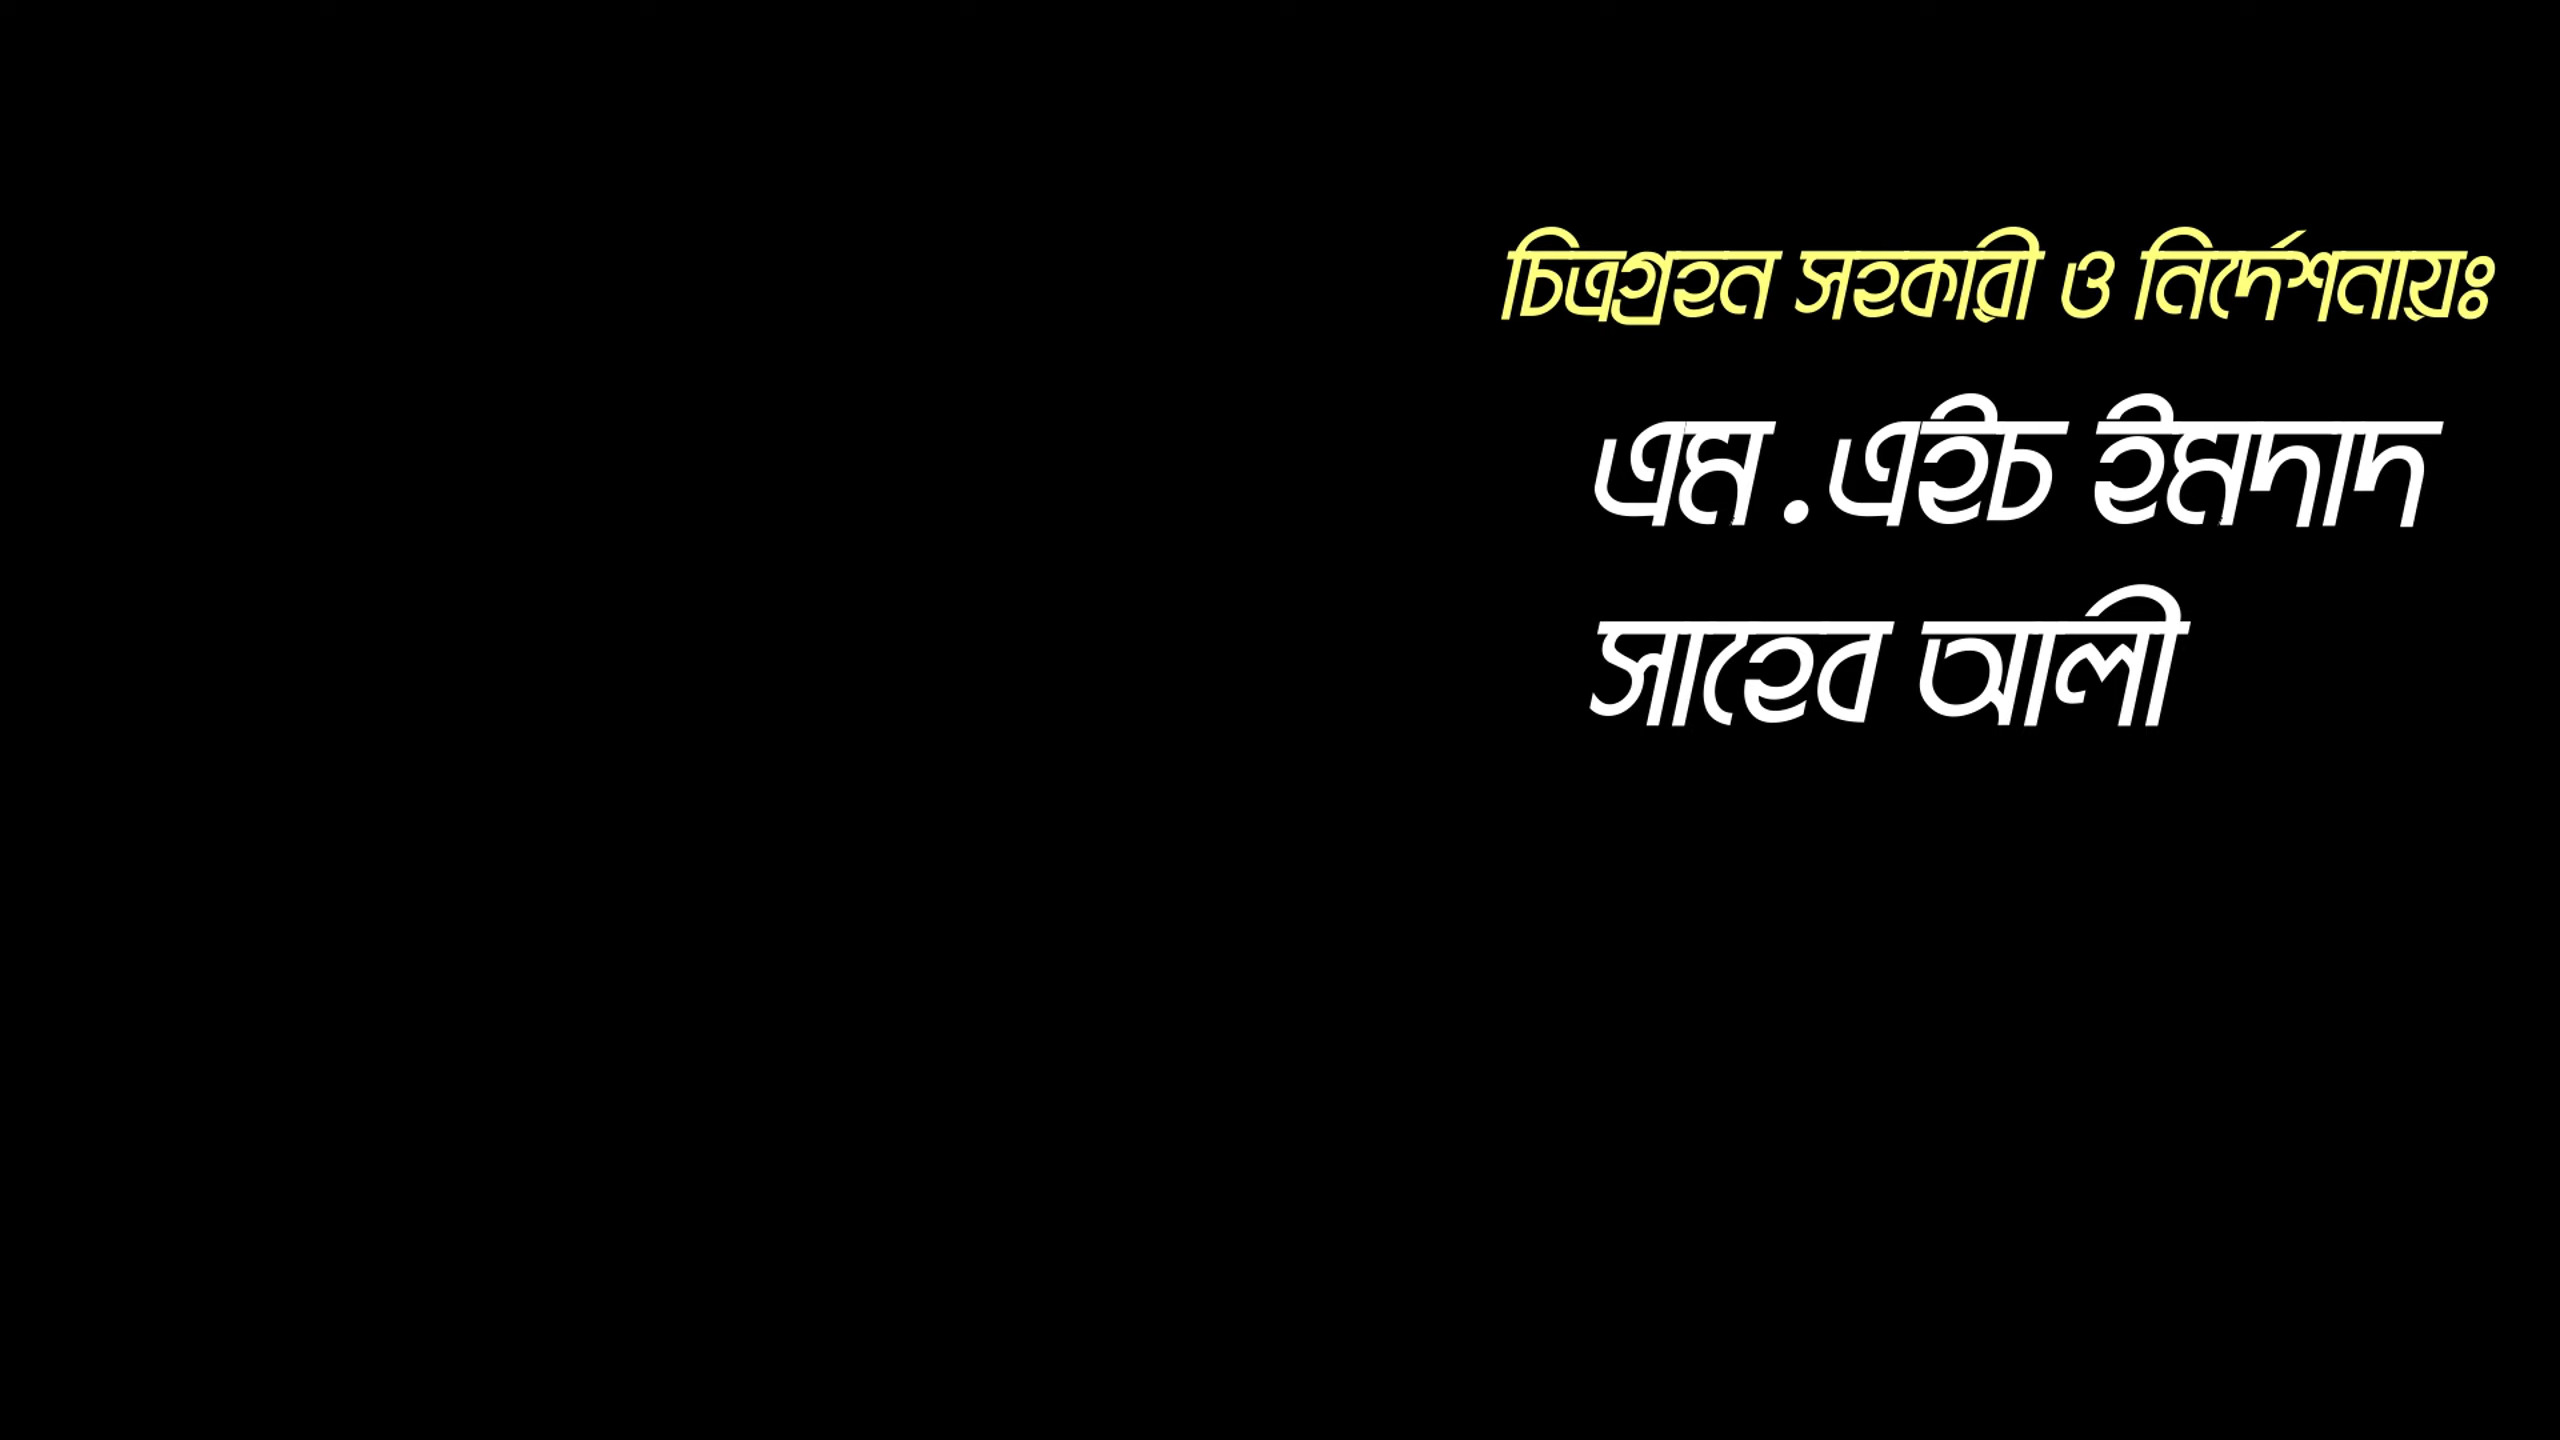 চিত্রগ্রহন সহকারী ও নির্দেশনায়ঃ
এম .এইচ ইমদাদ
সাহেব আলী